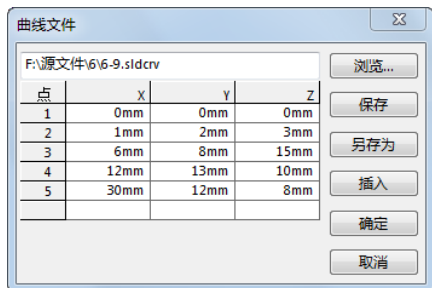 曲线文件
F:\源文件\6\6-9.sldcrv 浏览...
点 X Y Z
1 0mm 0mm 0mm
保存
2 1mm 2mm 3mm
3 6mm 8mm 15mm
另存为
4 12mm 13mm 10mm
5 30mm 12mm 8mm
插入
确定
取消